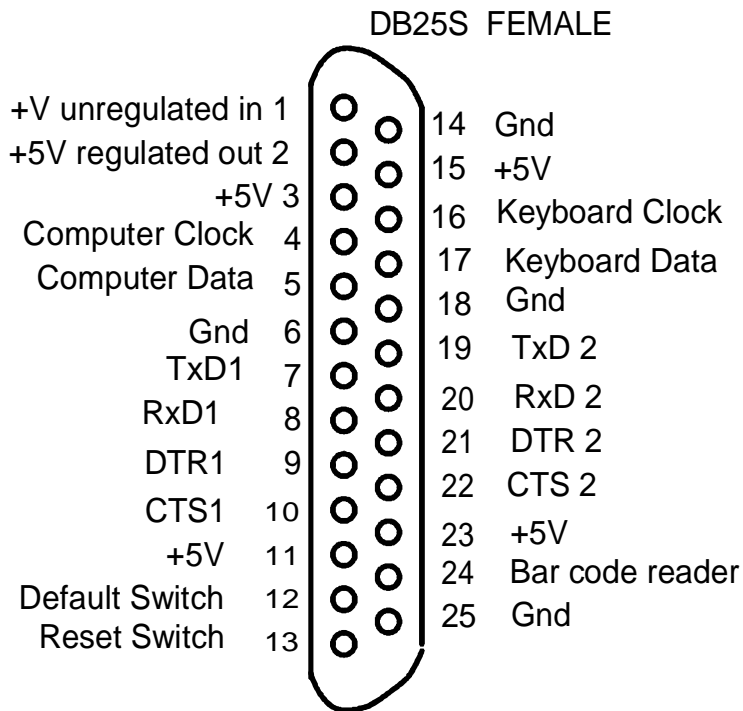 DB25S FEMALE
+V unregulated in 1
+5V regulated out 2
+5V 3
Computer Clock 4
Computer Data 5
Gnd 6
TxD1 7
RxD1 8
DTR1 9
CTS1 10
+5V 11
Default Switch 12
Reset Switch 13
14 Gnd
15 +5V
16 Keyboard Clock
17 Keyboard Data
18 Gnd
19 TxD 2
20 RxD 2
21 DTR 2
22 CTS 2
23 +5V
24 Bar code reader
25 Gnd